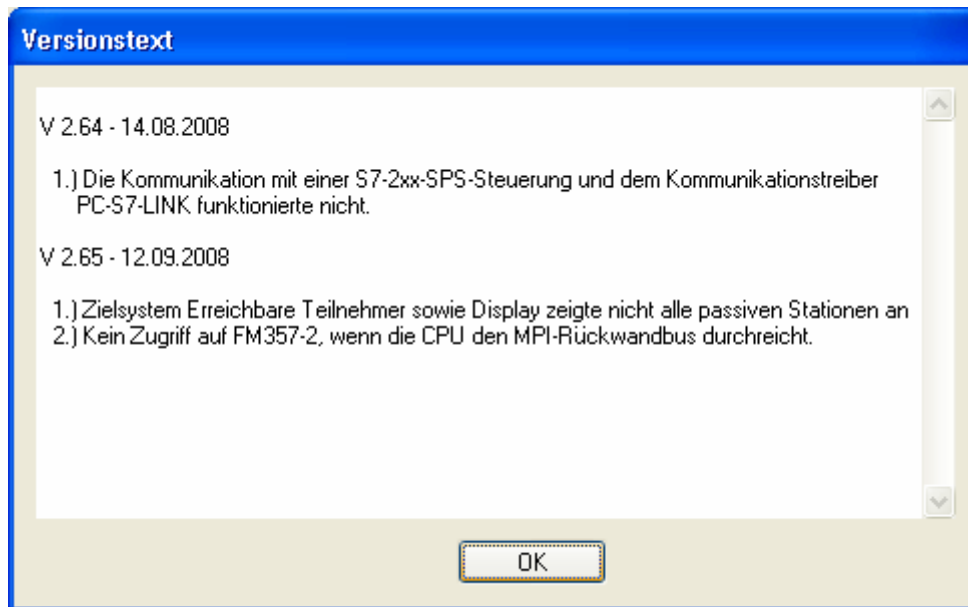 Versionstext
V 2.64 - 14.08.2008
1.) Die Kommunikation mit einer S7-2xx-SPS-Steuerung und dem Kommunikationstreiber
PC-S7-LINK funktionierte nicht.
V 2.65 - 12.09.2008
1.) Zielsystem Erreichbare Teilnehmer sowie Display zeigte nicht alle passiven Stationen an
2.) Kein Zugriff auf FM357-2, wenn die CPU den MPI-Rückwandbus durchreicht.
OK